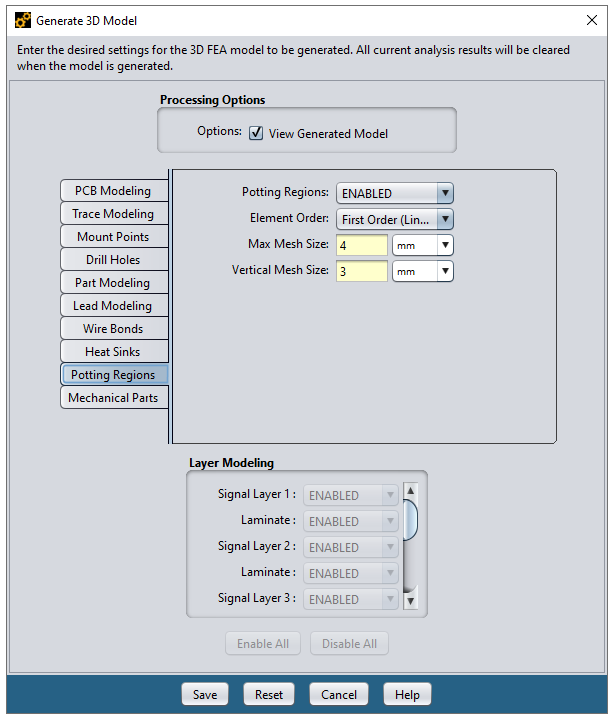 Generate 3D Model
Enter the desired settings for the 3D FEA model to be generated. All current analysis results will be cleared
when the model is generated.
Processing Options
Options: View Generated Model
PCB Modeling
Trace Modeling
Mount Points
Drill Holes
Part Modeling
Lead Modeling
Wire Bonds
Heat Sinks
Potting Regions
Mechanical Parts
Potting Regions: ENABLED
Element Order: First Order (Lin...
Max Mesh Size: 4 mm
Vertical Mesh Size: 3 mm
Layer Modeling
Signal Layer 1 : ENABLED
Laminate : ENABLED
Signal Layer 2 : ENABLED
Laminate : ENABLED
Signal Layer 3 : ENABLED
Enable All Disable All
Save Reset Cancel Help